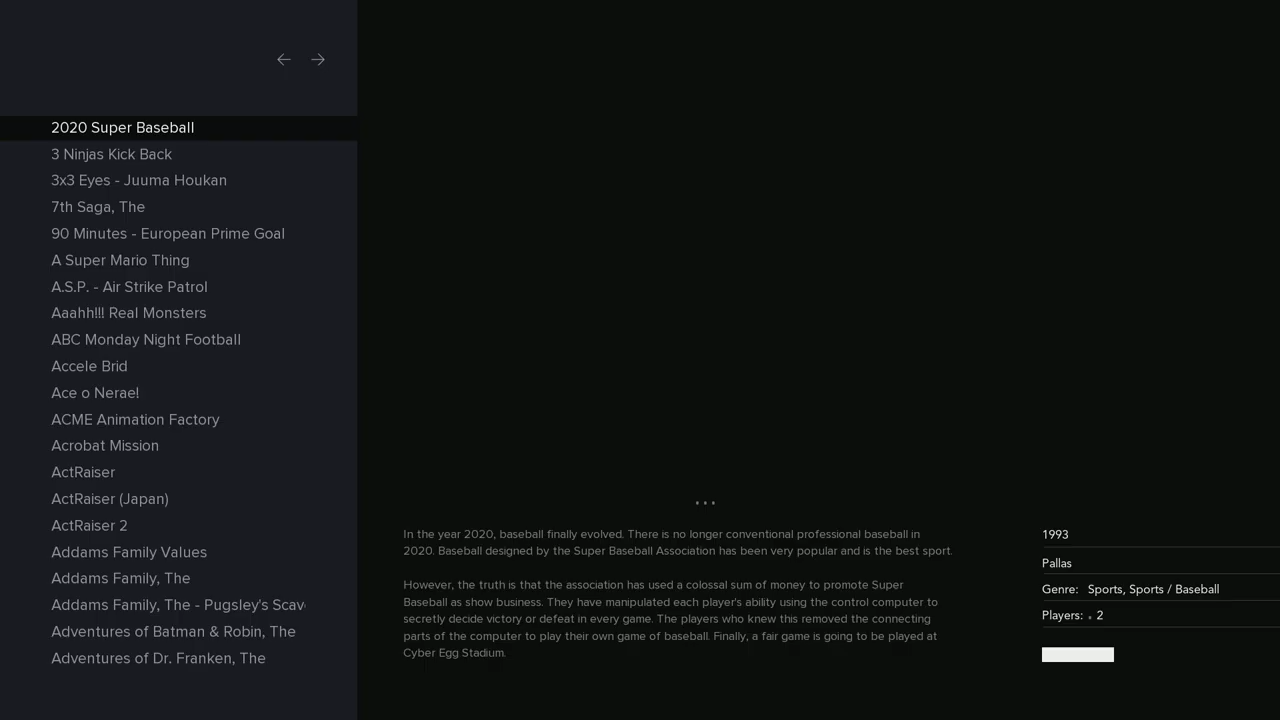 2020 Super Baseball
3 Ninjas Kick Back
3x3 Eyes - Juuma Houkan
7th Saga, The
90 Minutes - European Prime Goal
A Super Mario Thing
A.S.P. - Air Strike Patrol
Aaahh!!! Real Monsters
ABC Monday Night Football
Accele Brid
Ace o Nerae!
ACME Animation Factory
Acrobat Mission
ActRaiser
ActRaiser (Japan)
ActRaiser 2
Addams Family Values
Addams Family, The
Addams Family, The - Pugsley's Scav
Adventures of Batman & Robin, The
Adventures of Dr. Franken, The
...
In the year 2020, baseball finally evolved. There is no longer conventional professional baseball in
2020. Baseball designed by the Super Baseball Association has been very popular and is the best sport.
However, the truth is that the association has used a colossal sum of money to promote Super
Baseball as show business. They have manipulated each player's ability using the control computer to
secretly decide victory or defeat in every game. The players who knew this removed the connecting
parts of the computer to play their own game of baseball. Finally, a fair game is going to be played at
Cyber Egg Stadium.
1993
Pallas
Genre: Sports, Sports / Baseball
Players: 2